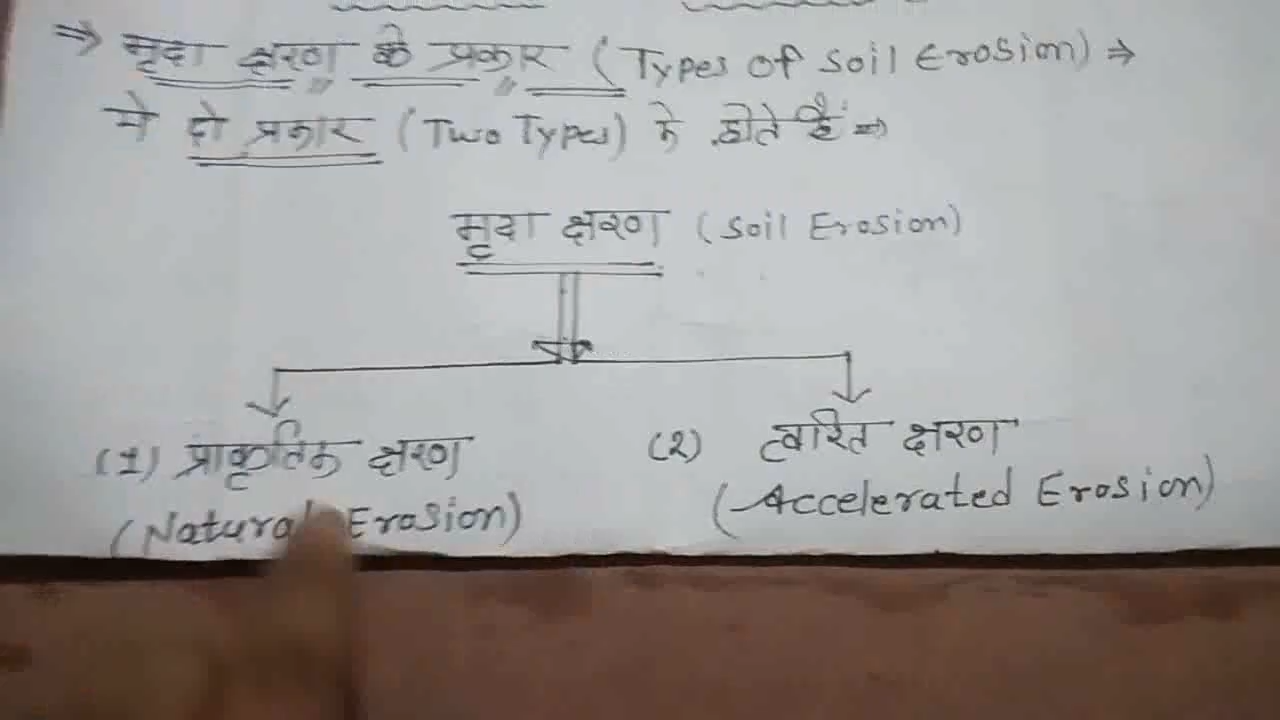 ⇒ मृदा क्षरण के प्रकार (Types of Soil Erosion) ⇒
ये दो प्रकार (Two Types) के होते हैं ⇒
मृदा क्षरण (Soil Erosion)
(1) प्राकृतिक क्षरण (2) त्वरित क्षरण
(Natural Erosion) (Accelerated Erosion)